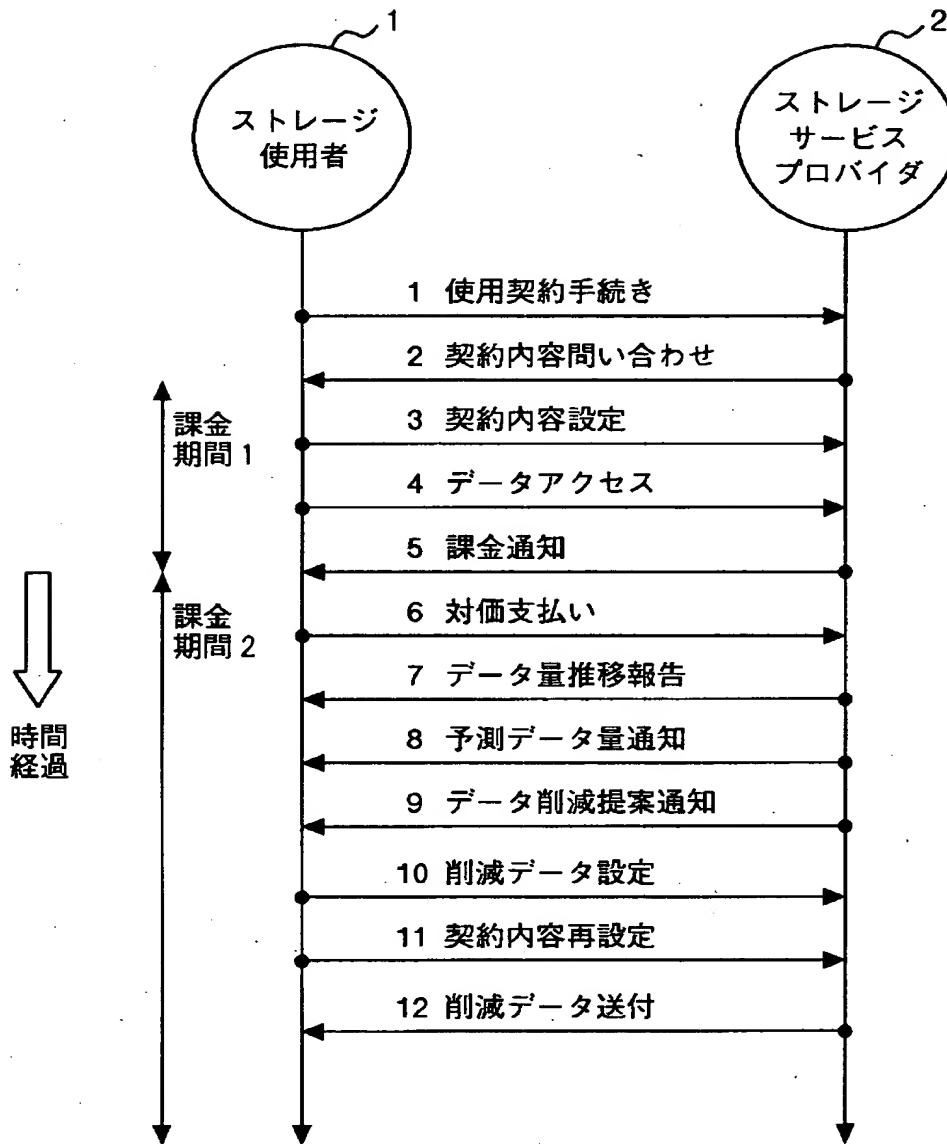 1
2
ストレージ
使用者
ストレージ
サービス
プロバイダ
1 使用契約手続き
2 契約内容問い合わせ
課金
期間1
3 契約内容設定
4 データアクセス
5 課金通知
課金
期間2
6 対価支払い
7 データ量推移報告
時間
経過
8 予測データ量通知
9 データ削減提案通知
10 削減データ設定
11 契約内容再設定
12 削減データ送付